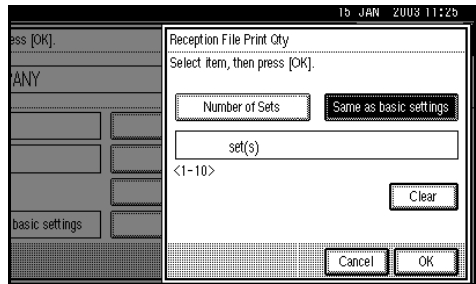 15 JAN 2003 11:25
ess [OK].
ANY
basic settings
Reception File Print Qty
Select item, then press [OK].
Number of Sets
Same as basic settings
set(s)
<1-10>
Clear
Cancel
OK